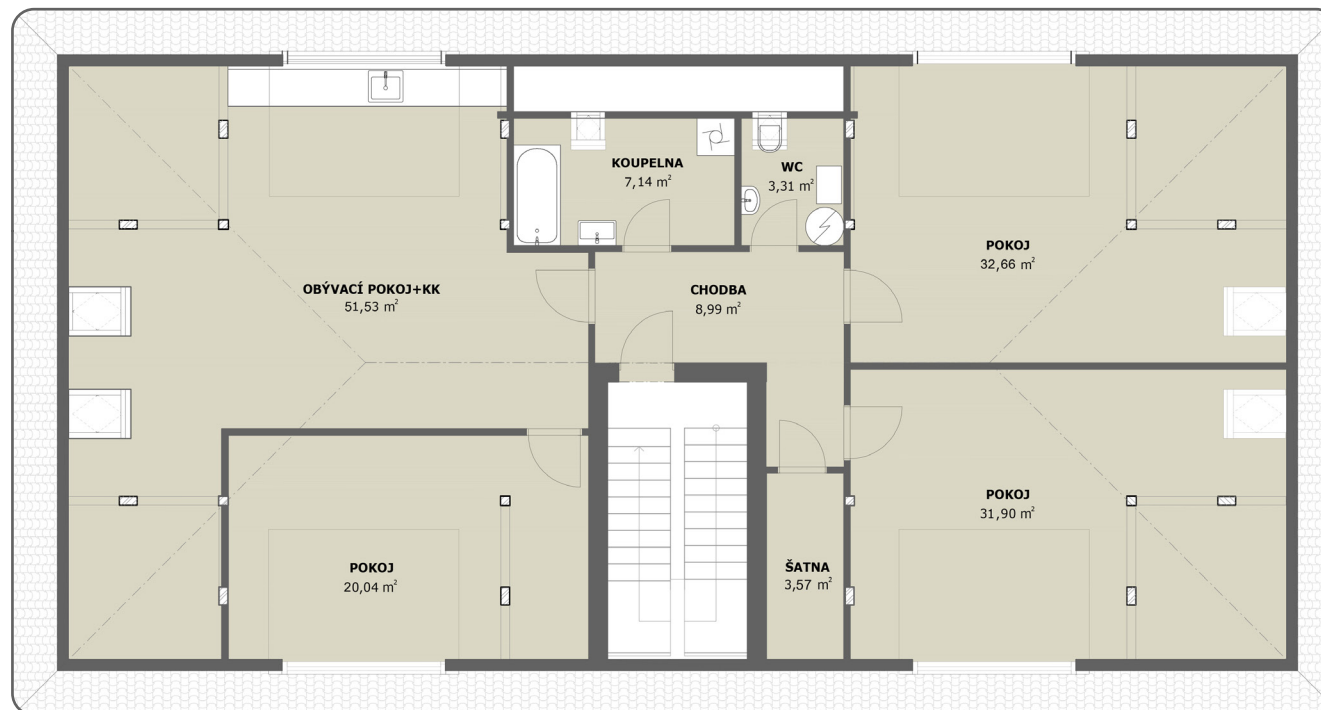 KOUPELNA
7,14 m²
WC
3,31 m²
POKOJ
32,66 m²
OBÝVACÍ POKOJ+KK
51,53 m²
CHODBA
8,99 m²
POKOJ
31,90 m²
POKOJ
20,04 m²
ŠATNA
3,57 m²